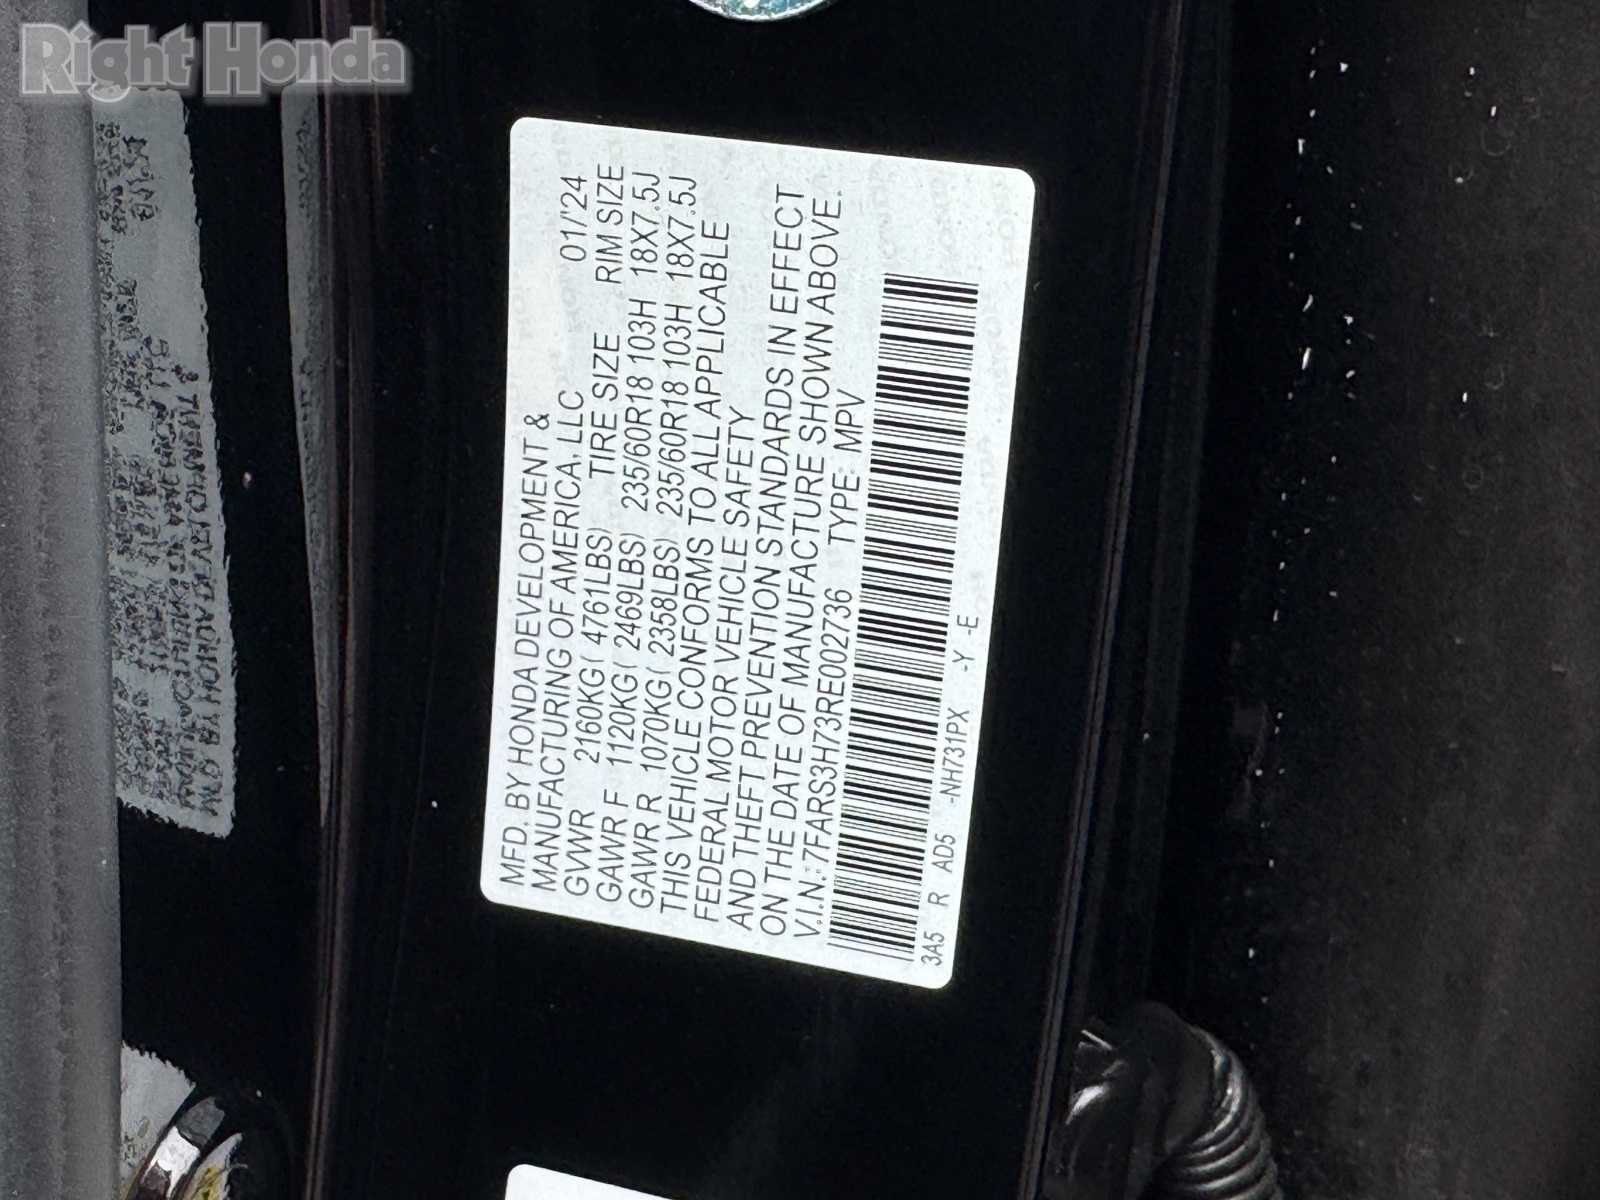 Right Honda
MFD. BY HONDA DEVELOPMENT &
MANUFACTURING OF AMERICA, LLC 01/'24
GVWR 2160KG( 4761LBS) TIRE SIZE RIM SIZE
GAWR F 1120KG( 2469LBS) 235/60R18 103H 18X7.5J
GAWR R 1070KG( 2358LBS) 235/60R18 103H 18X7.5J
THIS VEHICLE CONFORMS TO ALL APPLICABLE
FEDERAL MOTOR VEHICLE SAFETY
AND THEFT PREVENTION STANDARDS IN EFFECT
ON THE DATE OF MANUFACTURE SHOWN ABOVE.
V.I.N.: 7FARS3H73RE002736 TYPE: MPV
3A5 R AD5 -NH731PX -Y -E